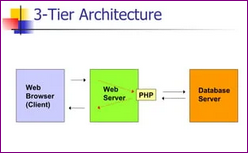 3-Tier Architecture
Web
Browser
(Client)
Web
Server
PHP
Database
Server